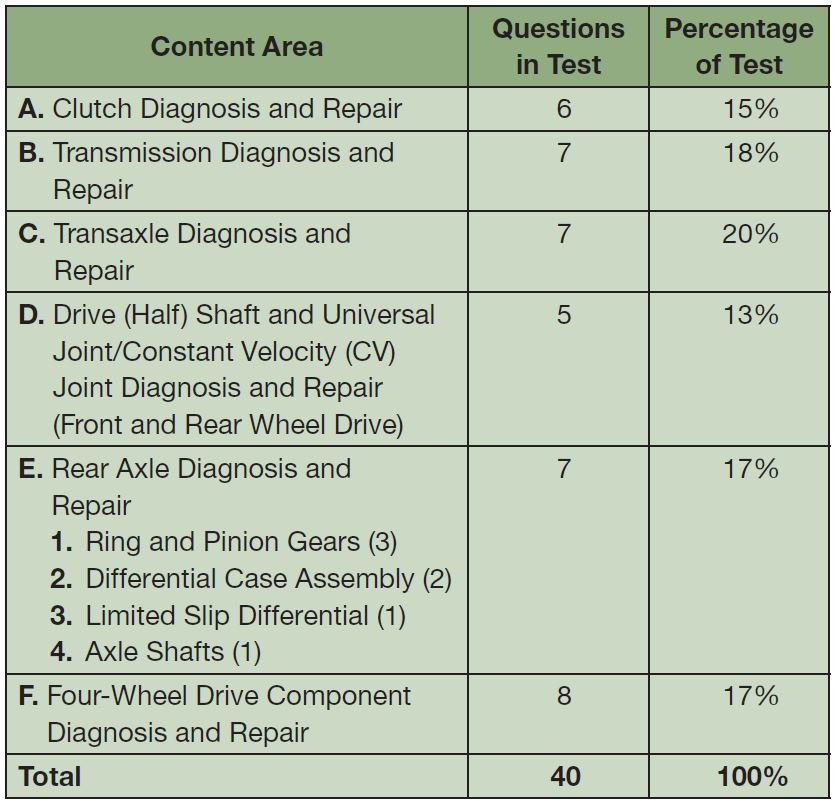 Content Area Questions in Test Percentage of Test
A. Clutch Diagnosis and Repair 6 15%
B. Transmission Diagnosis and 7 18%
Repair
C. Transaxle Diagnosis and 7 20%
Repair
D. Drive (Half) Shaft and Universal 5 13%
Joint/Constant Velocity (CV)
Joint Diagnosis and Repair
(Front and Rear Wheel Drive)
E. Rear Axle Diagnosis and 7 17%
Repair
1. Ring and Pinion Gears (3)
2. Differential Case Assembly (2)
3. Limited Slip Differential (1)
4. Axle Shafts (1)
F. Four-Wheel Drive Component 8 17%
Diagnosis and Repair
Total 40 100%